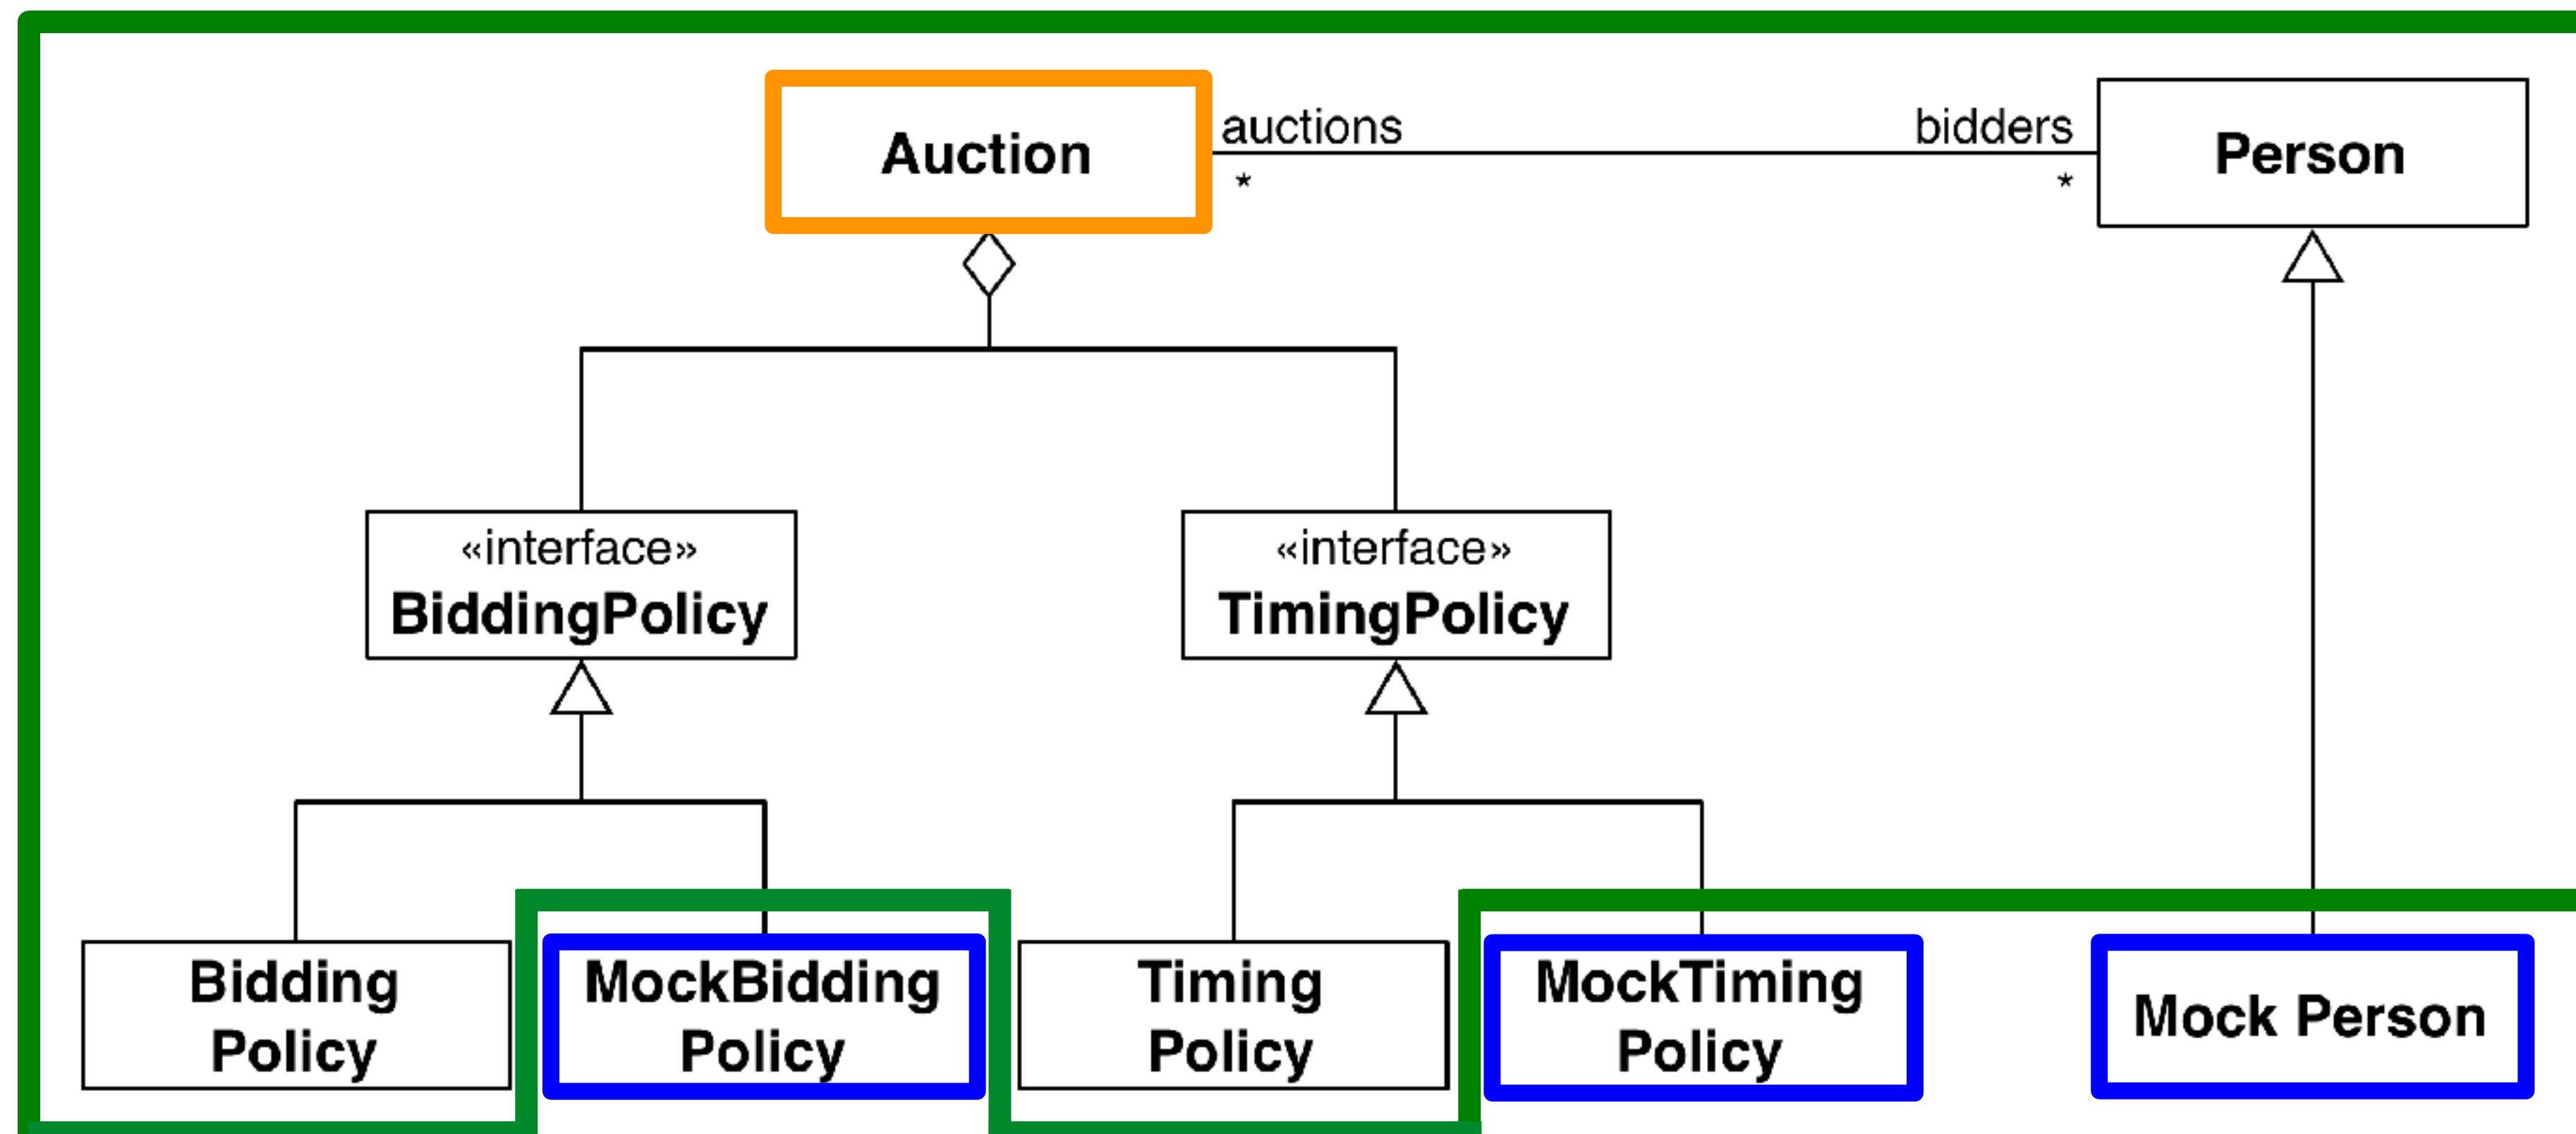 Auction
auctions
*
bidders
*
Person
«interface»
BiddingPolicy
«interface»
TimingPolicy
Bidding
Policy
MockBidding
Policy
Timing
Policy
MockTiming
Policy
Mock Person